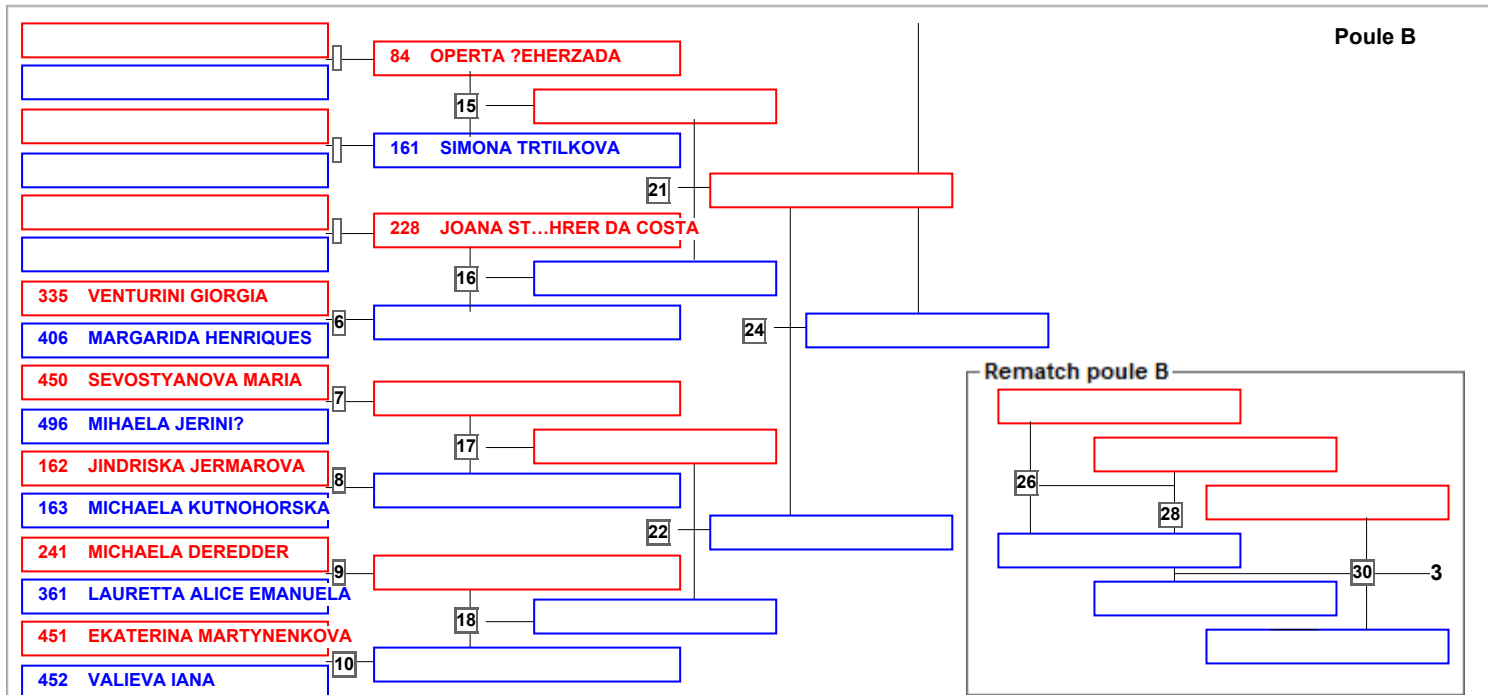 Poule B
84 OPERTA ?EHERZADA
15
161 SIMONA TRTILKOVA
21
228 JOANA ST...HRER DA COSTA
16
335 VENTURINI GIORGIA
6
406 MARGARIDA HENRIQUES
24
450 SEVOSTYANOVA MARIA
7
496 MIHAELA JERINI?
17
162 JINDRISKA JERMAROVA
8
163 MICHAELA KUTNOHORSKA
22
241 MICHAELA DEREDDER
9
361 LAURETTA ALICE EMANUELA
18
451 EKATERINA MARTYNENKOVA
10
452 VALIEVA IANA
Rematch poule B
26
28
30 3